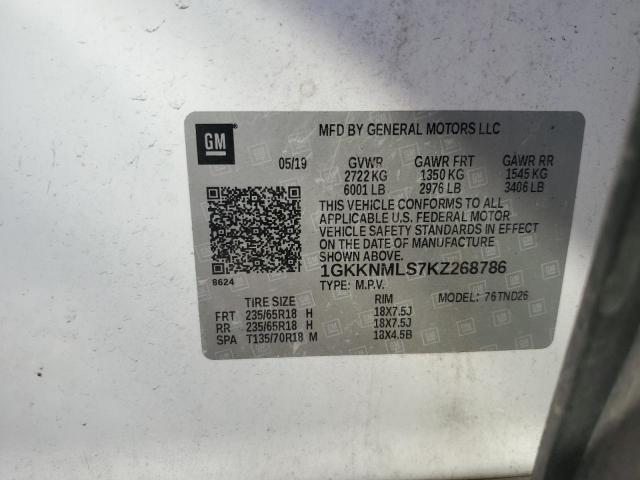 GM
MFD BY GENERAL MOTORS LLC
05/19 GVWR GAWR FRT GAWR RR
2722 KG 1350 KG 1545 KG
6001 LB 2976 LB 3406 LB
THIS VEHICLE CONFORMS TO ALL
APPLICABLE U.S. FEDERAL MOTOR
VEHICLE SAFETY STANDARDS IN EFFECT
ON THE DATE OF MANUFACTURE
SHOWN ABOVE.
1GKKNMLS7KZ268786
8624
TYPE: M.P.V. MODEL: 76TND26
TIRE SIZE RIM
FRT 235/65R18 H 18X7.5J
RR 235/65R18 H 18X7.5J
SPA T135/70R18 M 18X4.5B